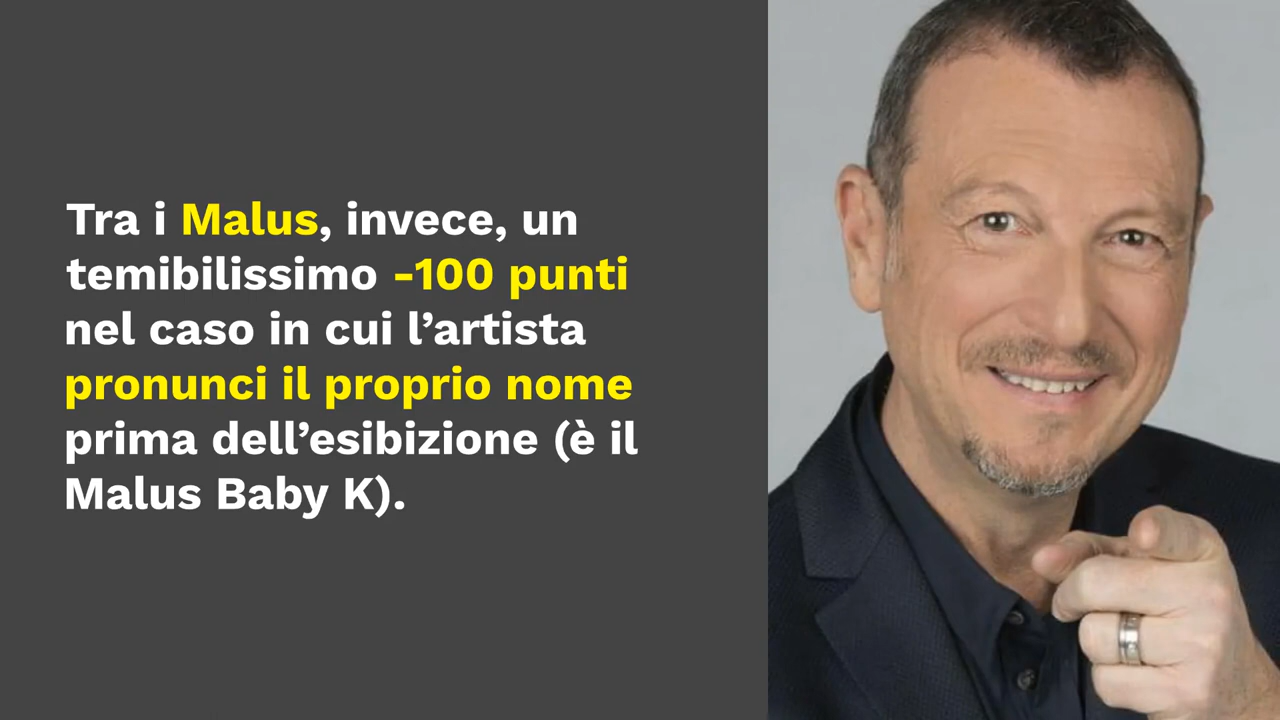 Tra i Malus, invece, un
temibilissimo -100 punti
nel caso in cui l’artista
pronunci il proprio nome
prima dell’esibizione (è il
Malus Baby K).